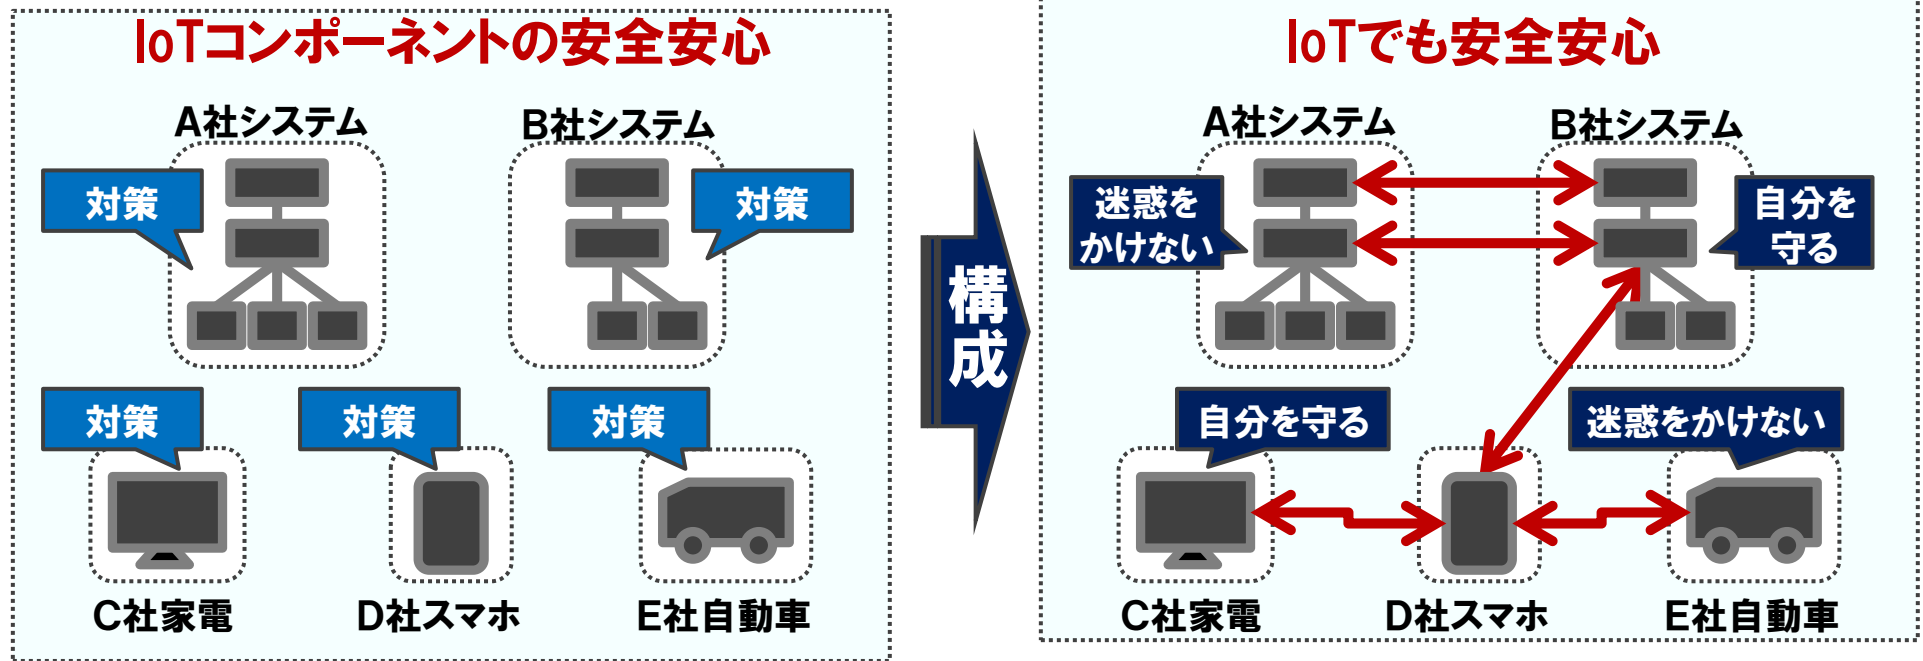 IoTコンポーネントの安全安心
A社システム
B社システム
対策
対策
対策
対策
対策
C社家電
D社スマホ
E社自動車
構成
IoTでも安全安心
A社システム
B社システム
迷惑を
かけない
自分を
守る
自分を守る
迷惑をかけない
C社家電
D社スマホ
E社自動車